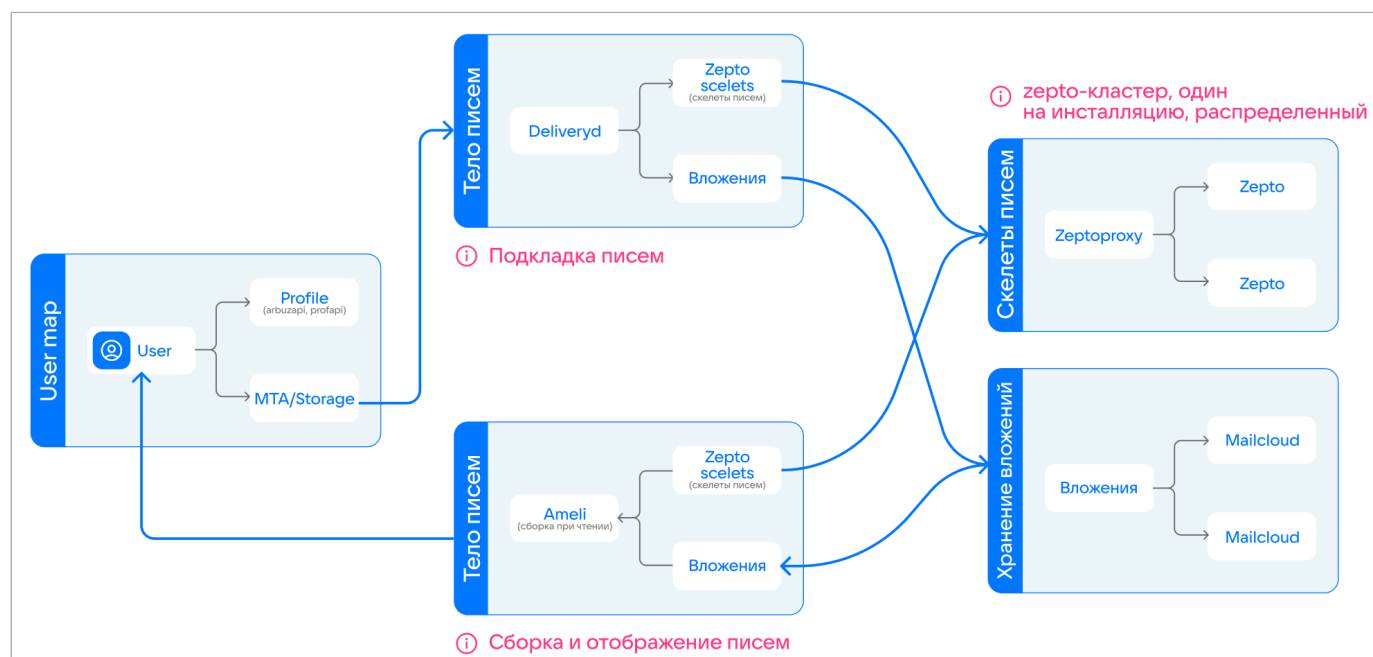 User map
User
Profile
(arbuzapi, profapi)
MTA/Storage
Тело писем
Deliveryd
Zepto
scelets
(скелеты писем)
Вложения
Подкладка писем
Тело писем
Ameli
(сборка при чтении)
Zepto
scelets
(скелеты писем)
Вложения
Сборка и отображение писем
zepto-кластер, один
на инсталляцию, распределенный
Скелеты писем
Zeptoproxy
Zepto
Zepto
Хранение вложений
Вложения
Mailcloud
Mailcloud